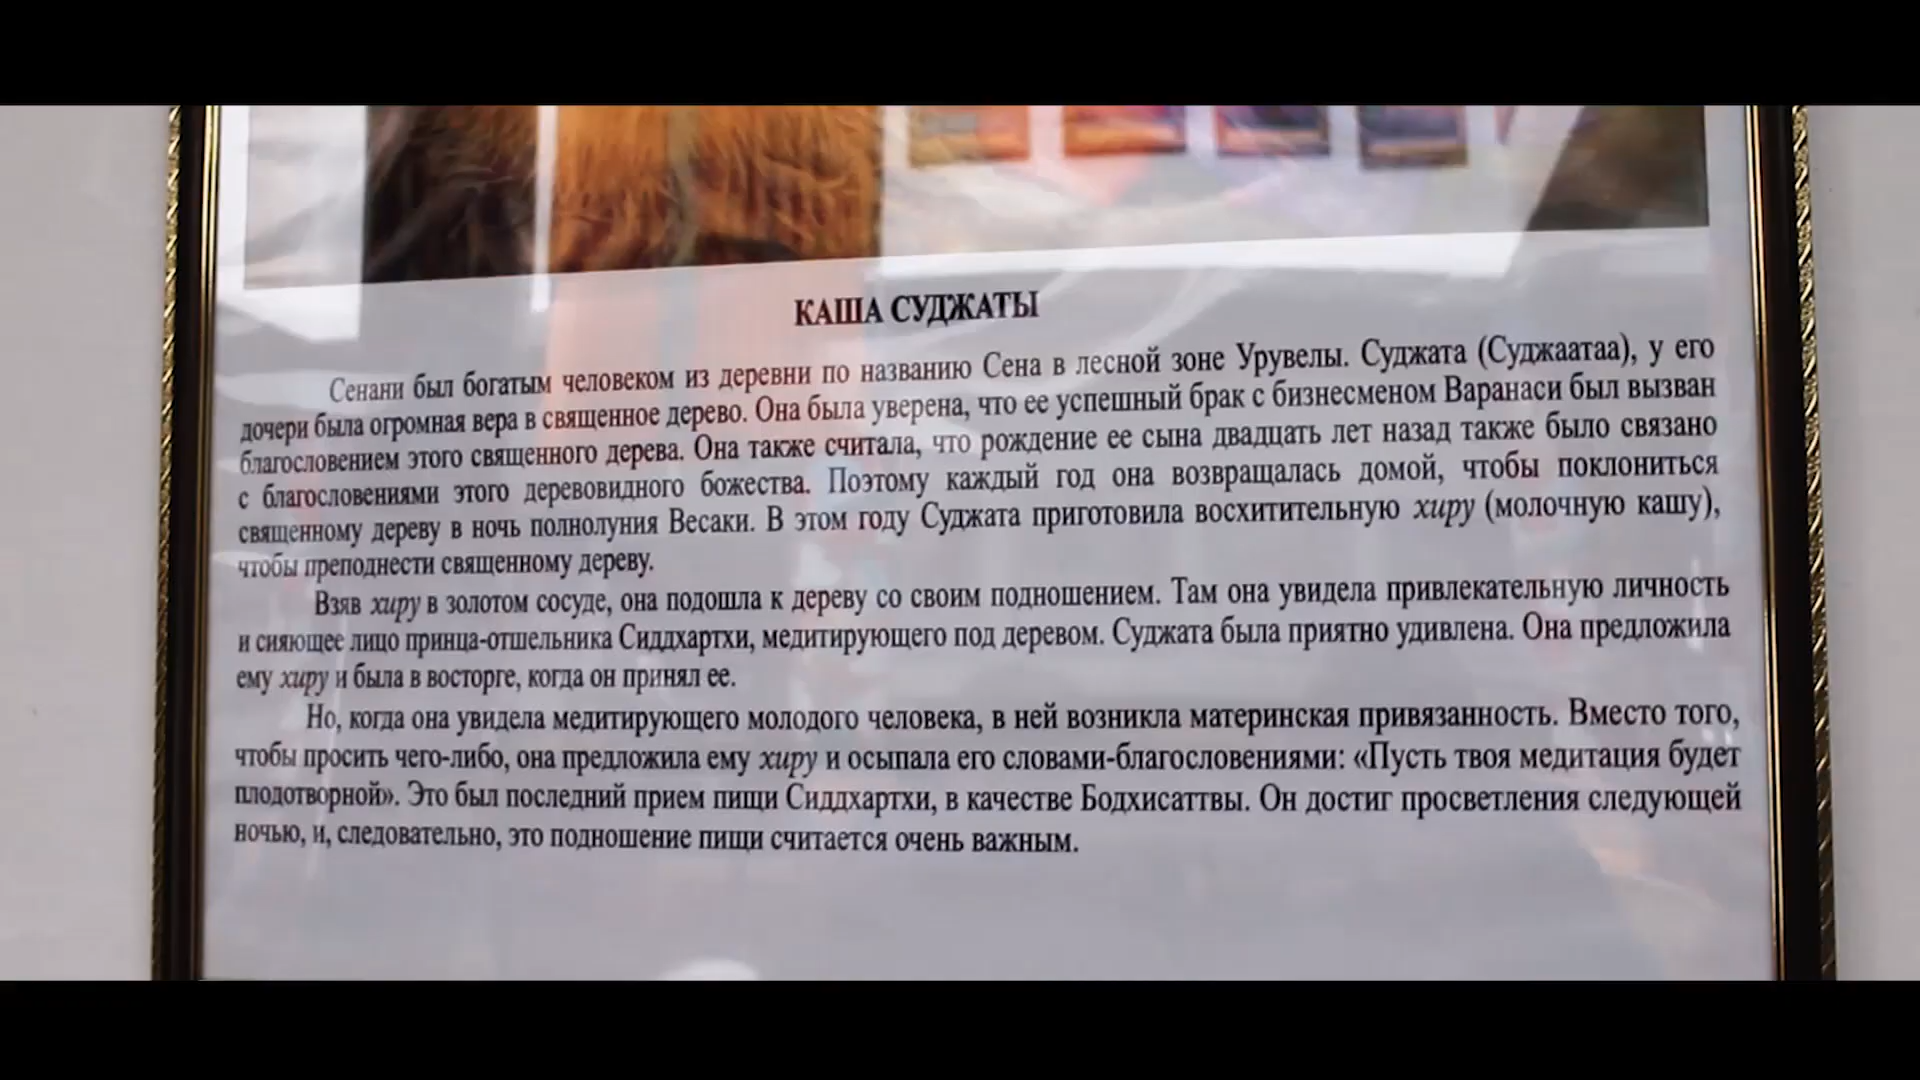 КАША СУДЖАТЫ
Сенани был богатым человеком из деревни по названию Сена в лесной зоне Урувелы. Суджата (Суджаатаа), у его
дочери была огромная вера в священное дерево. Она была уверена, что ее успешный брак с бизнесменом Варанаси был вызван
благословением этого священного дерева. Она также считала, что рождение ее сына двадцать лет назад также было связано
с благословениями этого деревовидного божества. Поэтому каждый год она возвращалась домой, чтобы поклониться
священному дереву в ночь полнолуния Весаки. В этом году Суджата приготовила восхитительную хиру (молочную кашу),
чтобы преподнести священному дереву.
Взяв хиру в золотом сосуде, она подошла к дереву со своим подношением. Там она увидела привлекательную личность
и сияющее лицо принца-отшельника Сиддхартхи, медитирующего под деревом. Суджата была приятно удивлена. Она предложила
ему хиру и была в восторге, когда он принял ее.
Но, когда она увидела медитирующего молодого человека, в ней возникла материнская привязанность. Вместо того,
чтобы просить чего-либо, она предложила ему хиру и осыпала его словами-благословениями: «Пусть твоя медитация будет
плодотворной». Это был последний прием пищи Сиддхартхи, в качестве Бодхисаттвы. Он достиг просветления следующей
ночью, и, следовательно, это подношение пищи считается очень важным.